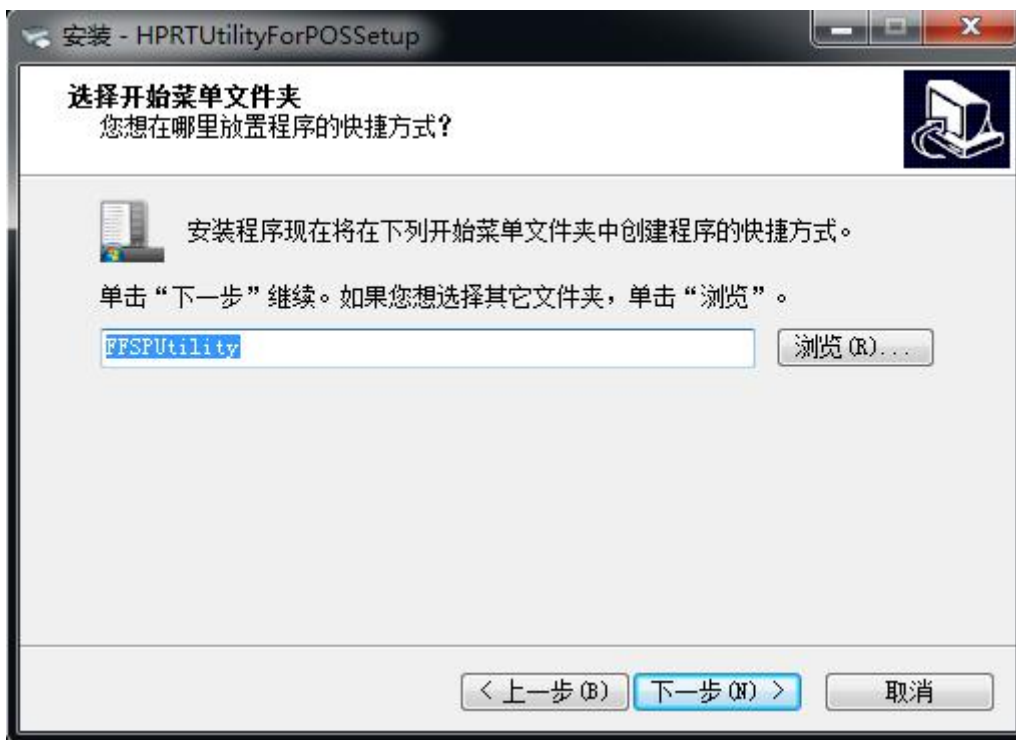 安装 - HPRTUtilityForPOSSetup
选择开始菜单文件夹
您想在哪里放置程序的快捷方式?
安装程序现在将在下列开始菜单文件夹中创建程序的快捷方式。
单击“下一步”继续。如果您想选择其它文件夹，单击“浏览”。
FFSPUtility
浏览(R)...
< 上一步(B)
下一步(N) >
取消